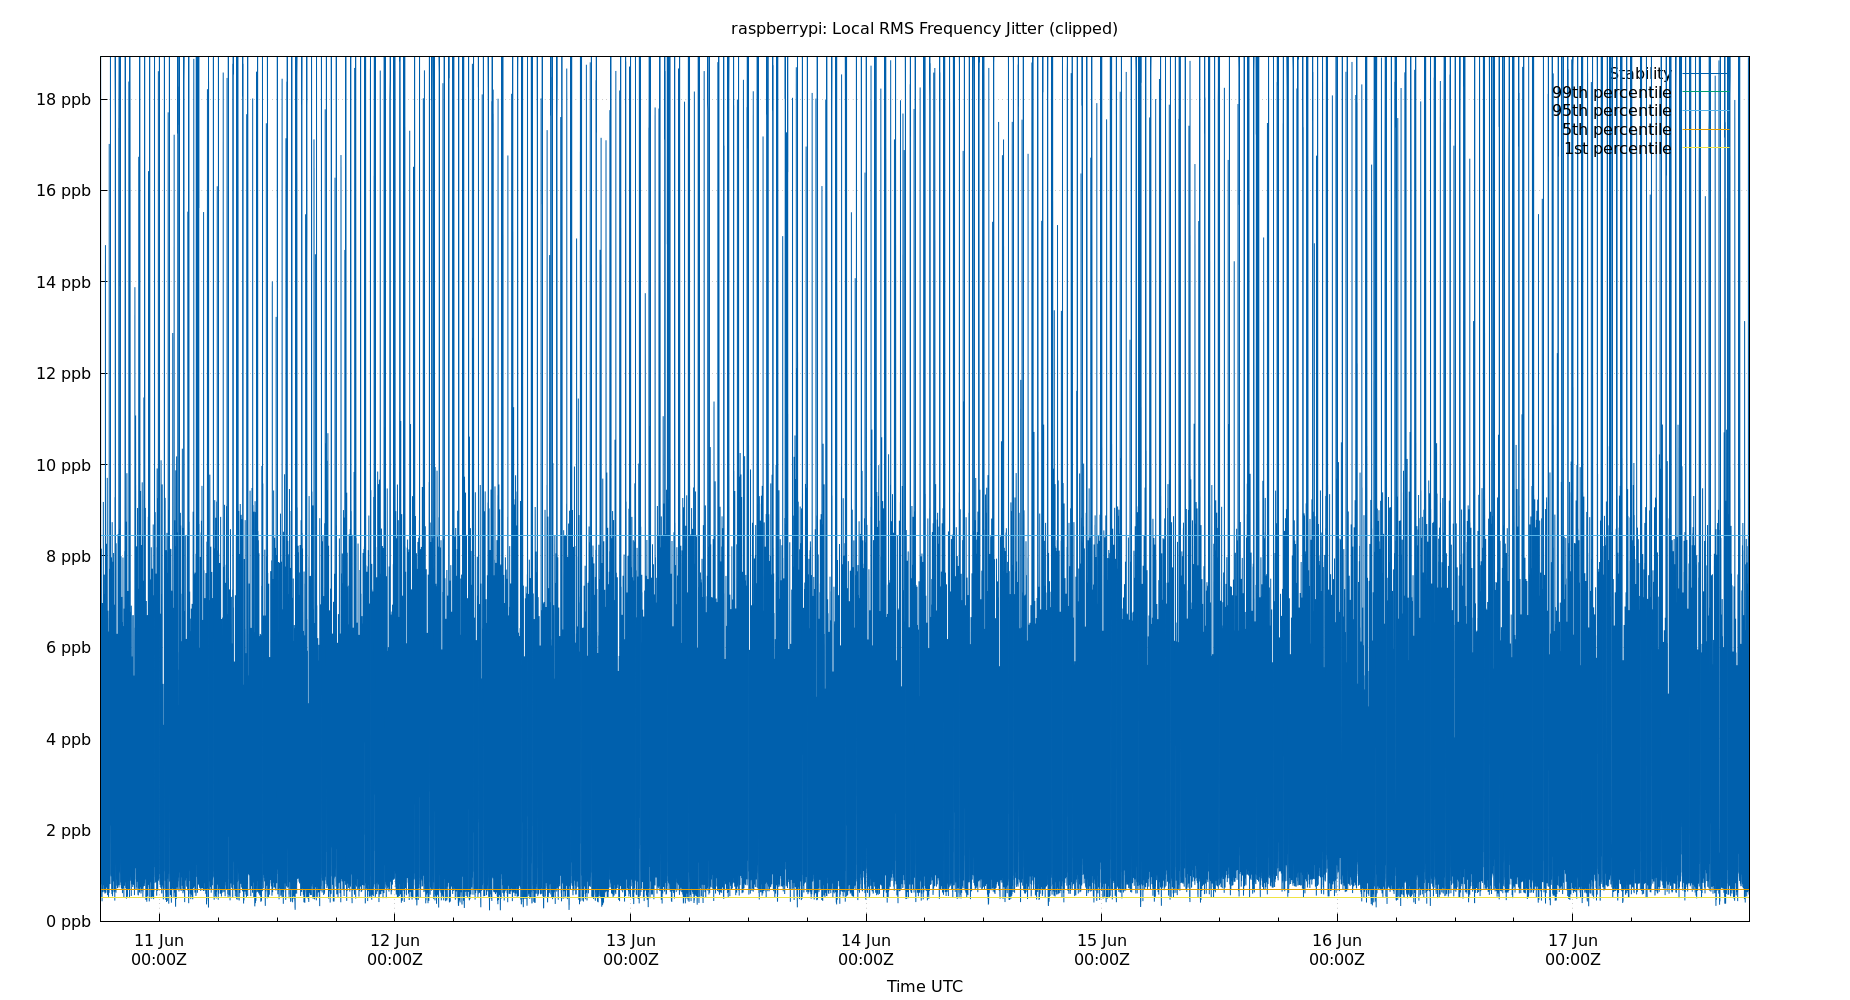 raspberrypi: Local RMS Frequency Jitter (clipped)
Stability
99th percentile
95th percentile
5th percentile
1st percentile
18 ppb
16 ppb
14 ppb
12 ppb
10 ppb
8 ppb
6 ppb
4 ppb
2 ppb
0 ppb
11 Jun 12 Jun 13 Jun 14 Jun 15 Jun 16 Jun 17 Jun
00:00Z 00:00Z 00:00Z 00:00Z 00:00Z 00:00Z 00:00Z
Time UTC